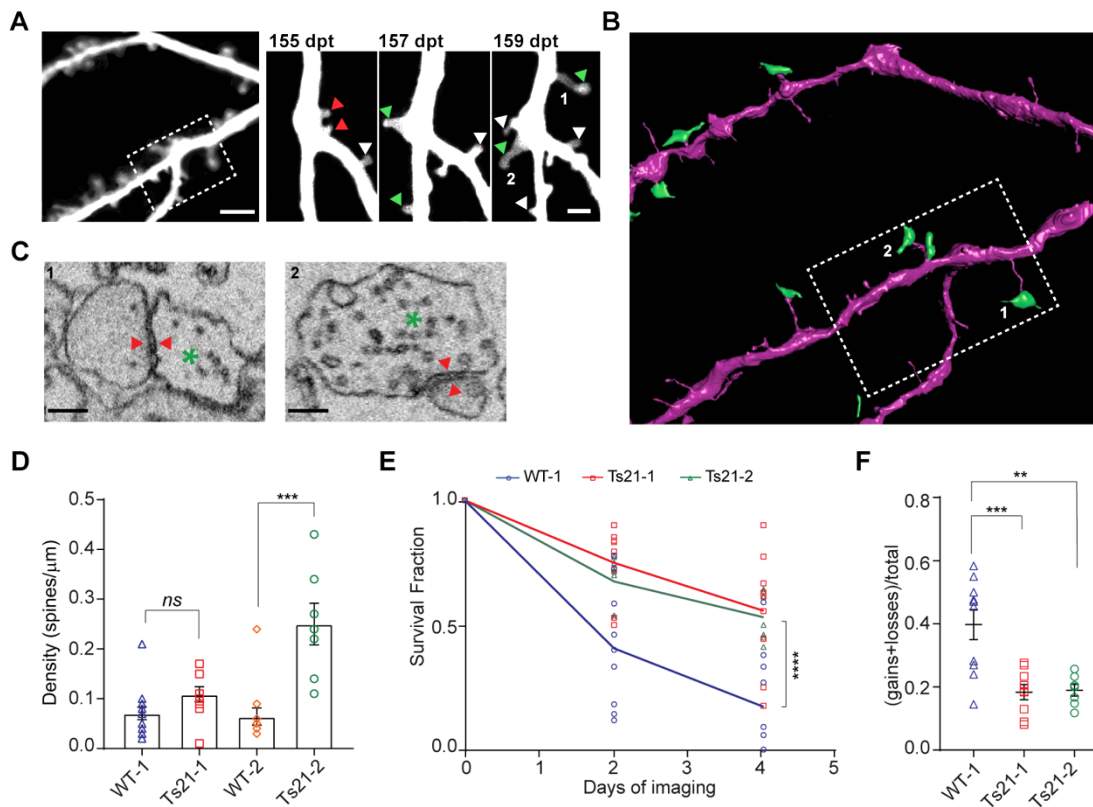 A
155 dpt
157 dpt
159 dpt
1
2
B
2
1
C
1
2
D
Density (spines/μm)
0.5
0.4
0.3
0.2
0.1
0.0
ns
***
WT-1
Ts21-1
WT-2
Ts21-2
E
WT-1
Ts21-1
Ts21-2
Survival Fraction
1.0
0.5
0.0
****
0
1
2
3
4
5
Days of imaging
F
(gains+losses)/total
0.8
0.6
0.4
0.2
0.0
**
***
WT-1
Ts21-1
Ts21-2